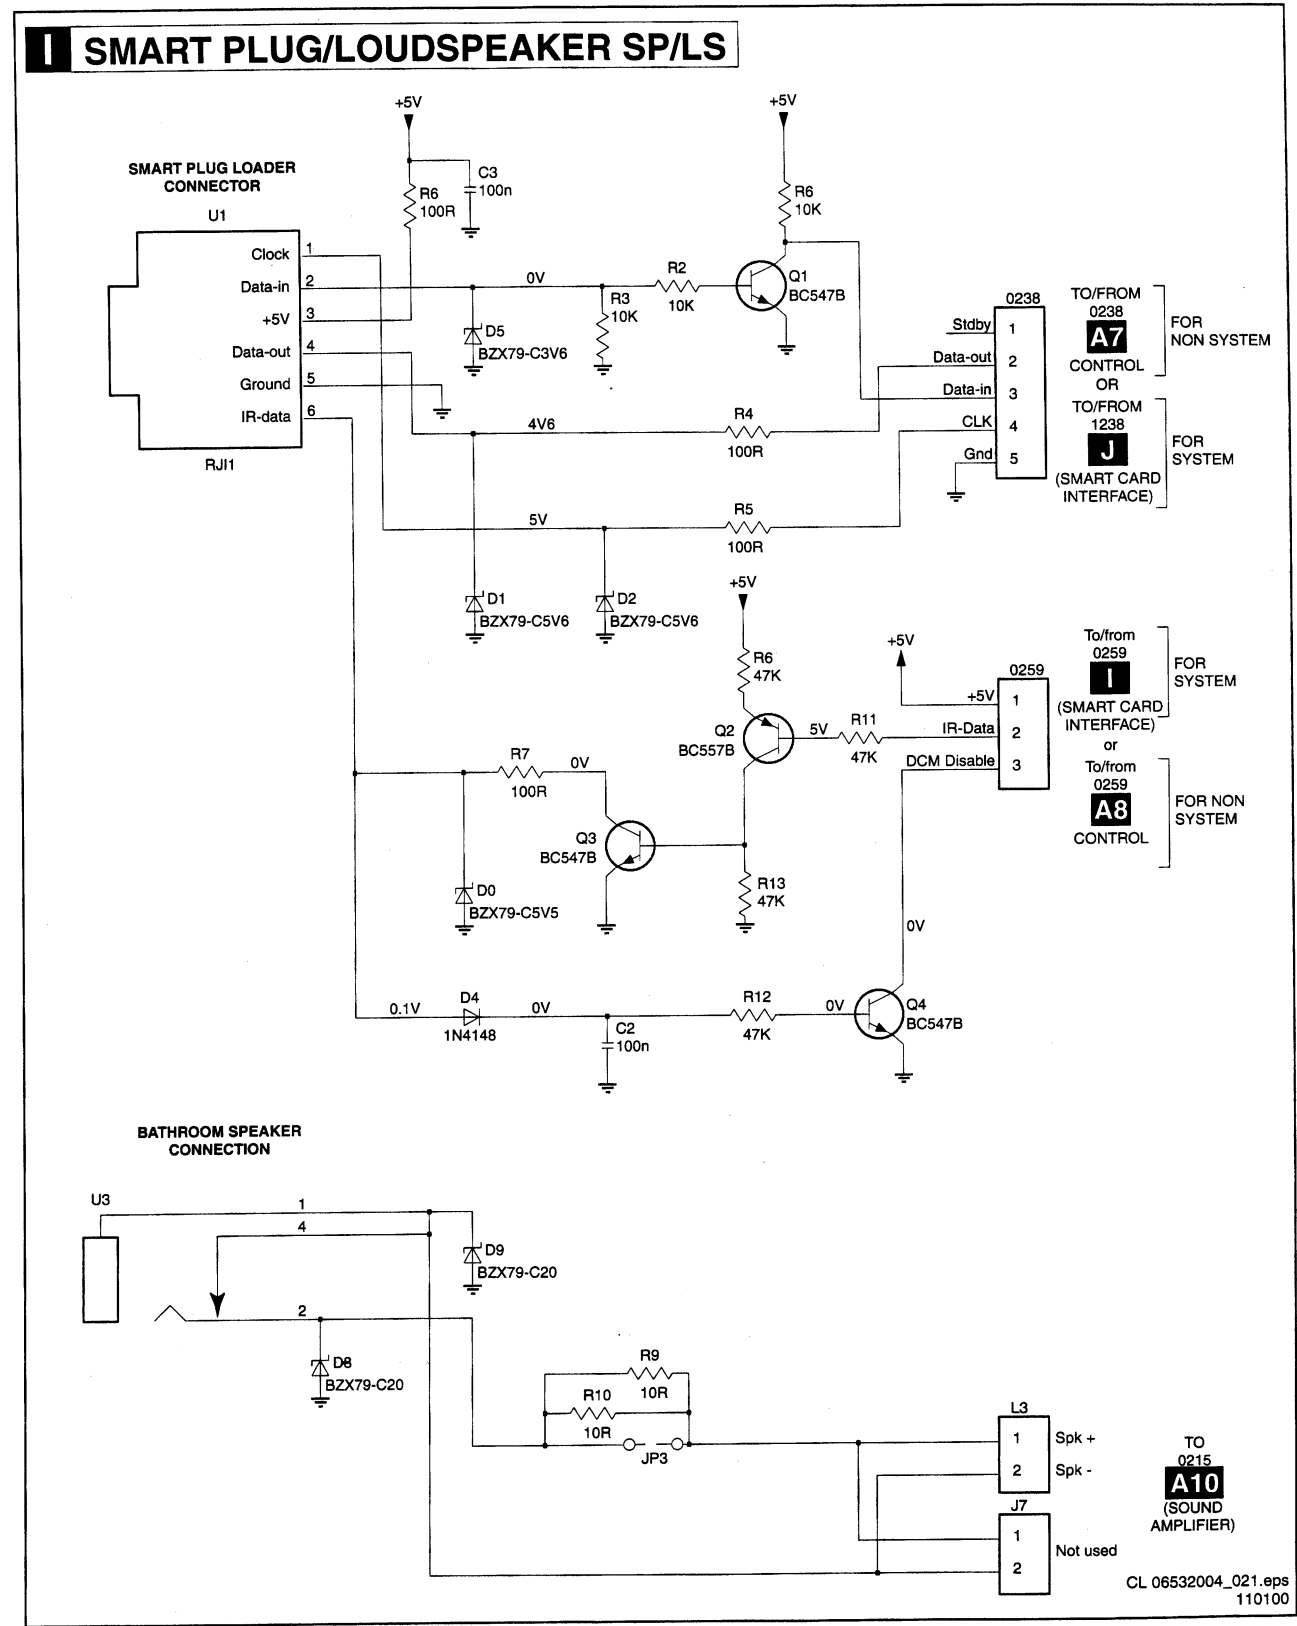 I SMART PLUG/LOUDSPEAKER SP/LS
+5V
+5V
SMART PLUG LOADER
CONNECTOR
U1
C3
100n
R6
100R
R6
10K
Clock 1
Data-in 2
+5V 3
Data-out 4
Ground 5
IR-data 6
RJI1
0V
R2
10K
R3
10K
Q1
BC547B
D5
BZX79-C3V6
0238
Stdby 1
Data-out 2
Data-in 3
CLK 4
Gnd 5
TO/FROM
0238
A7
CONTROL
OR
TO/FROM
1238
J
(SMART CARD
INTERFACE)
FOR
NON SYSTEM
FOR
SYSTEM
4V6
R4
100R
5V
R5
100R
D1
BZX79-C5V6
D2
BZX79-C5V6
+5V
R6
47K
+5V
0259
+5V 1
IR-Data 2
DCM Disable 3
To/from
0259
I
(SMART CARD
INTERFACE)
or
To/from
0259
A8
CONTROL
FOR
SYSTEM
FOR NON
SYSTEM
Q2
BC557B
5V
R11
47K
R7
100R
0V
Q3
BC547B
D0
BZX79-C5V5
R13
47K
0V
0.1V
D4
1N4148
0V
C2
100n
R12
47K
0V
Q4
BC547B
BATHROOM SPEAKER
CONNECTION
U3
1
4
2
D9
BZX79-C20
D8
BZX79-C20
R9
10R
R10
10R
JP3
L3
1 Spk +
2 Spk -
J7
1
2
Not used
TO
0215
A10
(SOUND
AMPLIFIER)
CL 06532004_021.eps
110100